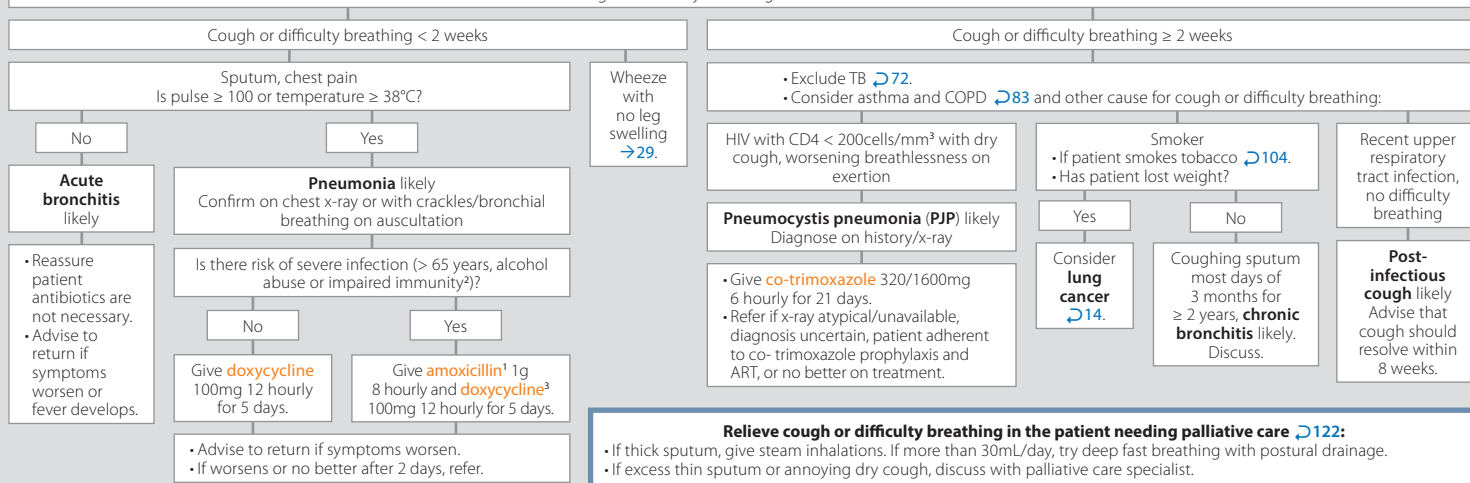 Cough or difficulty breathing < 2 weeks
Sputum, chest pain
Is pulse ≥ 100 or temperature ≥ 38°C?
No
Acute
bronchitis
likely
• Reassure
patient
antibiotics are
not necessary.
• Advise to
return if
symptoms
worsen or
fever develops.
Yes
Pneumonia likely
Confirm on chest x-ray or with crackles/bronchial
breathing on auscultation
Is there risk of severe infection (> 65 years, alcohol
abuse or impaired immunity²)?
No
Give doxycycline
100mg 12 hourly
for 5 days.
Yes
Give amoxicillin¹ 1g
8 hourly and doxycycline³
100mg 12 hourly for 5 days.
• Advise to return if symptoms worsen.
• If worsens or no better after 2 days, refer.
Wheeze
with
no leg
swelling
→29.
Cough or difficulty breathing ≥ 2 weeks
• Exclude TB ⮌72.
• Consider asthma and COPD ⮌83 and other cause for cough or difficulty breathing:
HIV with CD4 < 200cells/mm³ with dry
cough, worsening breathlessness on
exertion
Pneumocystis pneumonia (PJP) likely
Diagnose on history/x-ray
• Give co-trimoxazole 320/1600mg
6 hourly for 21 days.
• Refer if x-ray atypical/unavailable,
diagnosis uncertain, patient adherent
to co- trimoxazole prophylaxis and
ART, or no better on treatment.
Smoker
• If patient smokes tobacco ⮌104.
• Has patient lost weight?
Yes
Consider
lung
cancer
⮌14.
No
Coughing sputum
most days of
3 months for
≥ 2 years, chronic
bronchitis likely.
Discuss.
Recent upper
respiratory
tract infection,
no difficulty
breathing
Post-
infectious
cough likely
Advise that
cough should
resolve within
8 weeks.
Relieve cough or difficulty breathing in the patient needing palliative care ⮌122:
• If thick sputum, give steam inhalations. If more than 30mL/day, try deep fast breathing with postural drainage.
• If excess thin sputum or annoying dry cough, discuss with palliative care specialist.